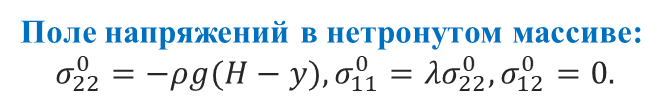 Поле напряжений в нетронутом массиве:
𝜎₂₂⁰ = −𝜌𝑔(𝐻 − 𝑦), 𝜎₁₁⁰ = 𝜆𝜎₂₂⁰, 𝜎₁₂⁰ = 0.